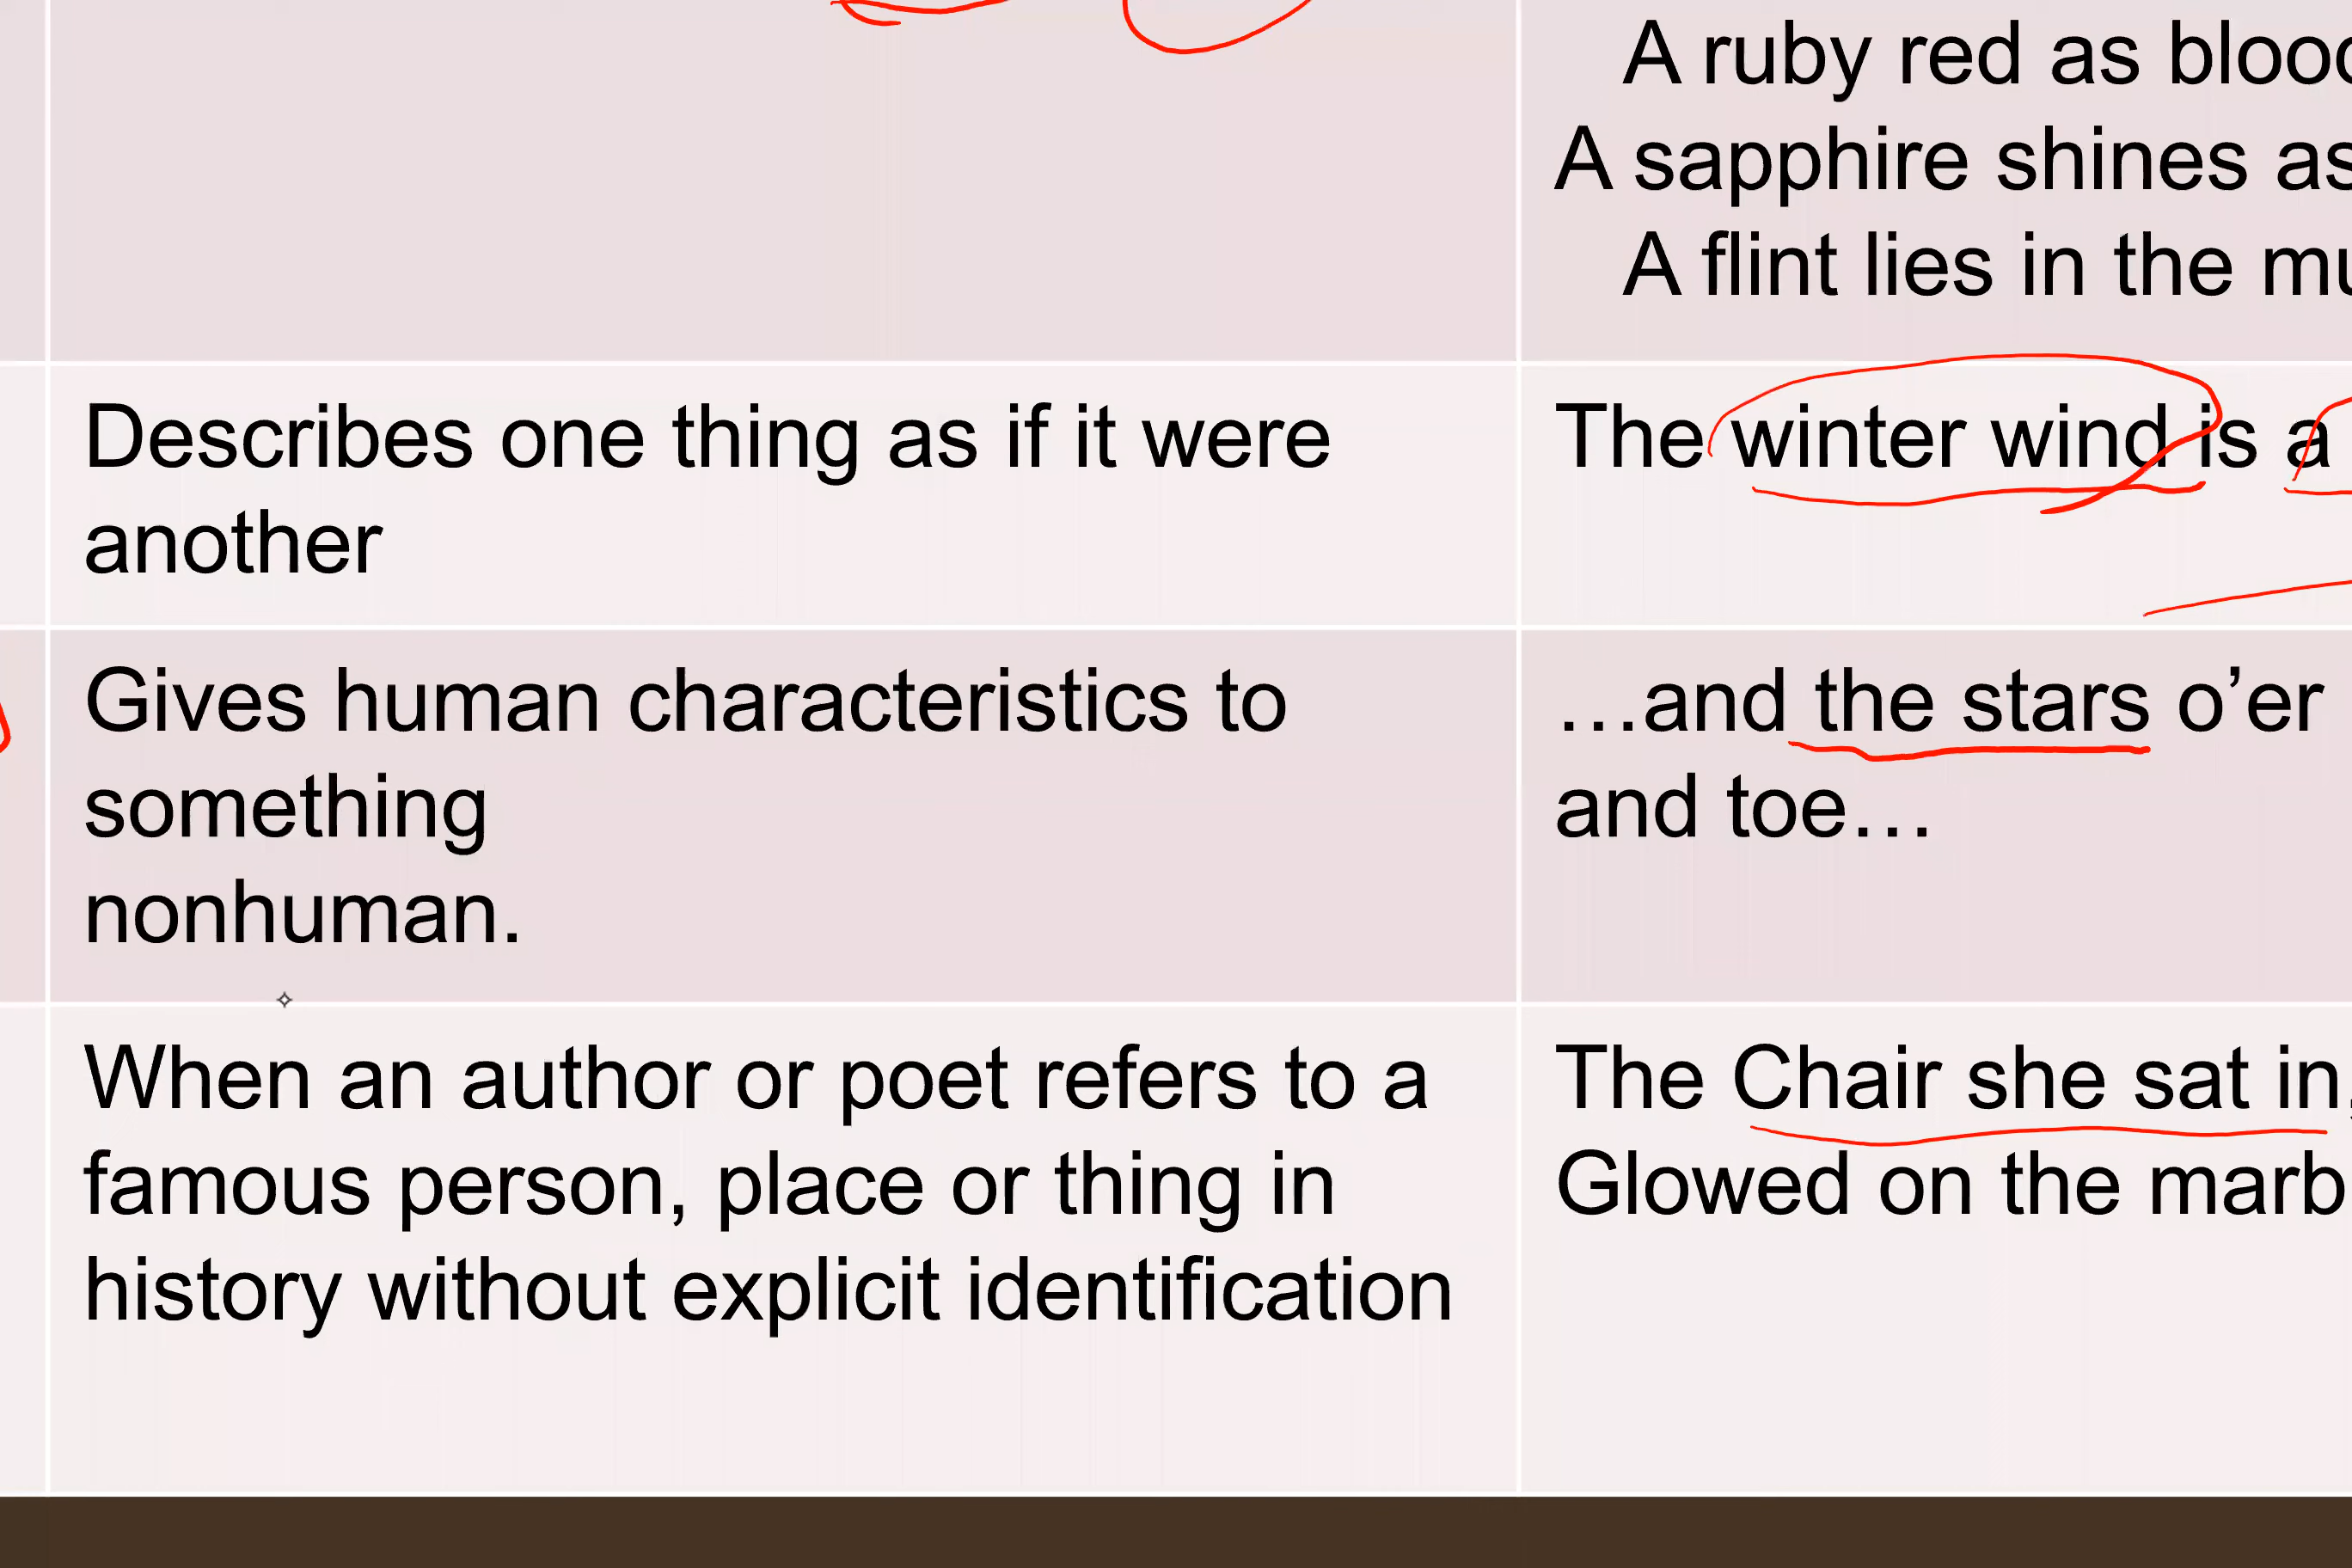 A ruby red as
A sapphire shines as
A flint lies in the
Describes one thing as if it were
another
The winter wind is a
Gives human characteristics to
something
nonhuman.
…and the stars o’er
and toe…
When an author or poet refers to a
famous person, place or thing in
history without explicit identification
The Chair she sat in,
Glowed on the